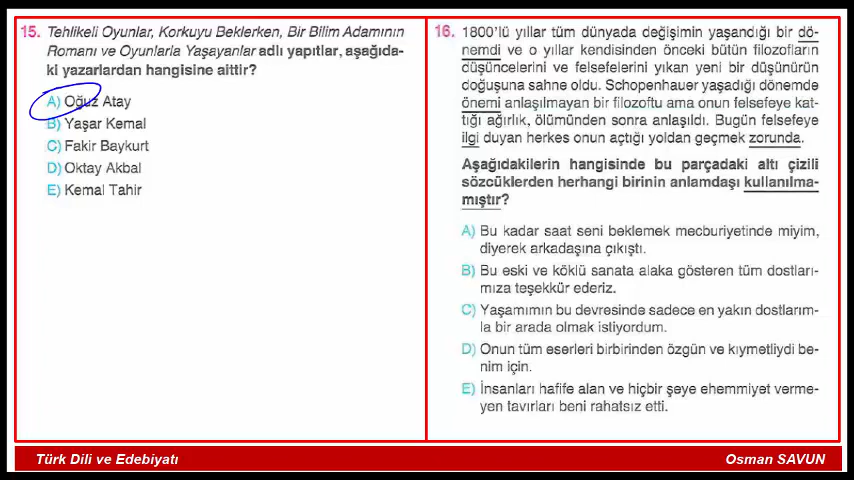 15. Tehlikeli Oyunlar, Korkuyu Beklerken, Bir Bilim Adamının
Romanı ve Oyunlarla Yaşayanlar adlı yapıtlar, aşağıda-
ki yazarlardan hangisine aittir?
A) Oğuz Atay
B) Yaşar Kemal
C) Fakir Baykurt
D) Oktay Akbal
E) Kemal Tahir
16. 1800'lü yıllar tüm dünyada değişimin yaşandığı bir dö-
nemdi ve o yıllar kendisinden önceki bütün filozofların
düşüncelerini ve felsefelerini yıkan yeni bir düşünürün
doğuşuna sahne oldu. Schopenhauer yaşadığı dönemde
önemi anlaşılmayan bir filozoftu ama onun felsefeye kat-
tığı ağırlık, ölümünden sonra anlaşıldı. Bugün felsefeye
ilgi duyan herkes onun açtığı yoldan geçmek zorunda.
Aşağıdakilerin hangisinde bu parçadaki altı çizili
sözcüklerden herhangi birinin anlamdaşı kullanılma-
mıştır?
A) Bu kadar saat seni beklemek mecburiyetinde miyim,
diyerek arkadaşına çıkıştı.
B) Bu eski ve köklü sanata alaka gösteren tüm dostları-
mıza teşekkür ederiz.
C) Yaşamımın bu devresinde sadece en yakın dostlarım-
la bir arada olmak istiyordum.
D) Onun tüm eserleri birbirinden özgün ve kıymetliydi be-
nim için.
E) İnsanları hafife alan ve hiçbir şeye ehemmiyet verme-
yen tavırları beni rahatsız etti.
Türk Dili ve Edebiyatı
Osman SAVUN